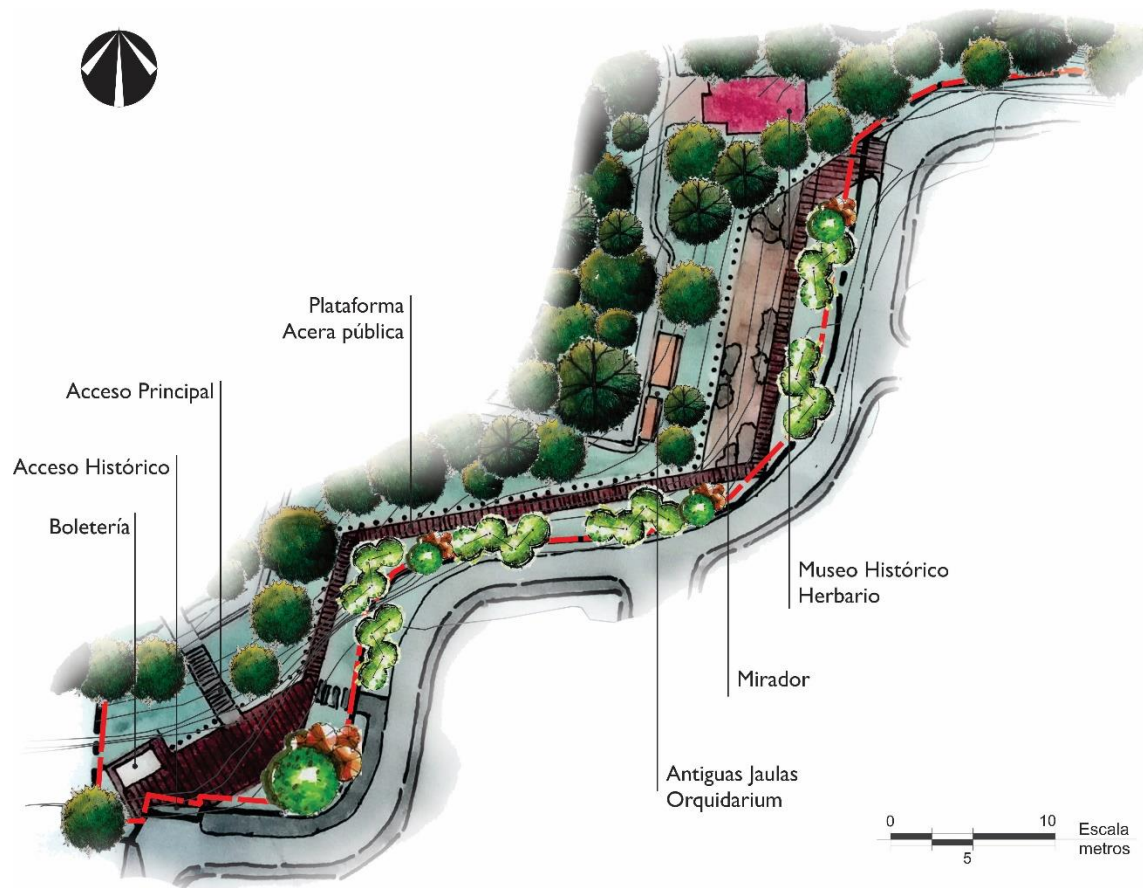 Plataforma
Acera pública
Acceso Principal
Acceso Histórico
Boletería
Museo Histórico
Herbario
Mirador
Antiguas Jaulas
Orquidarium
0
10
Escala
metros
5